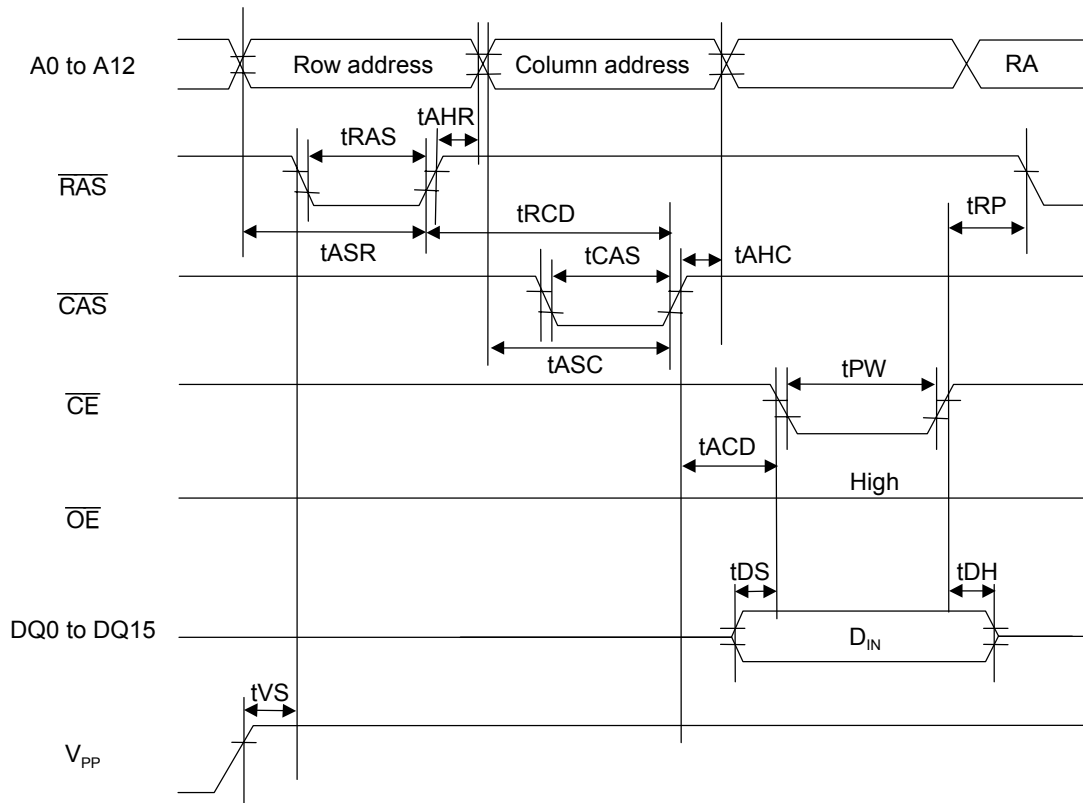 A0 to A12
Row address
Column address
RA
tAHR
tRAS
RAS
tRCD
tRP
tASR
tCAS
tAHC
CAS
tASC
tPW
CE
tACD
High
OE
tDS
tDH
DQ0 to DQ15
DIN
tVS
VPP